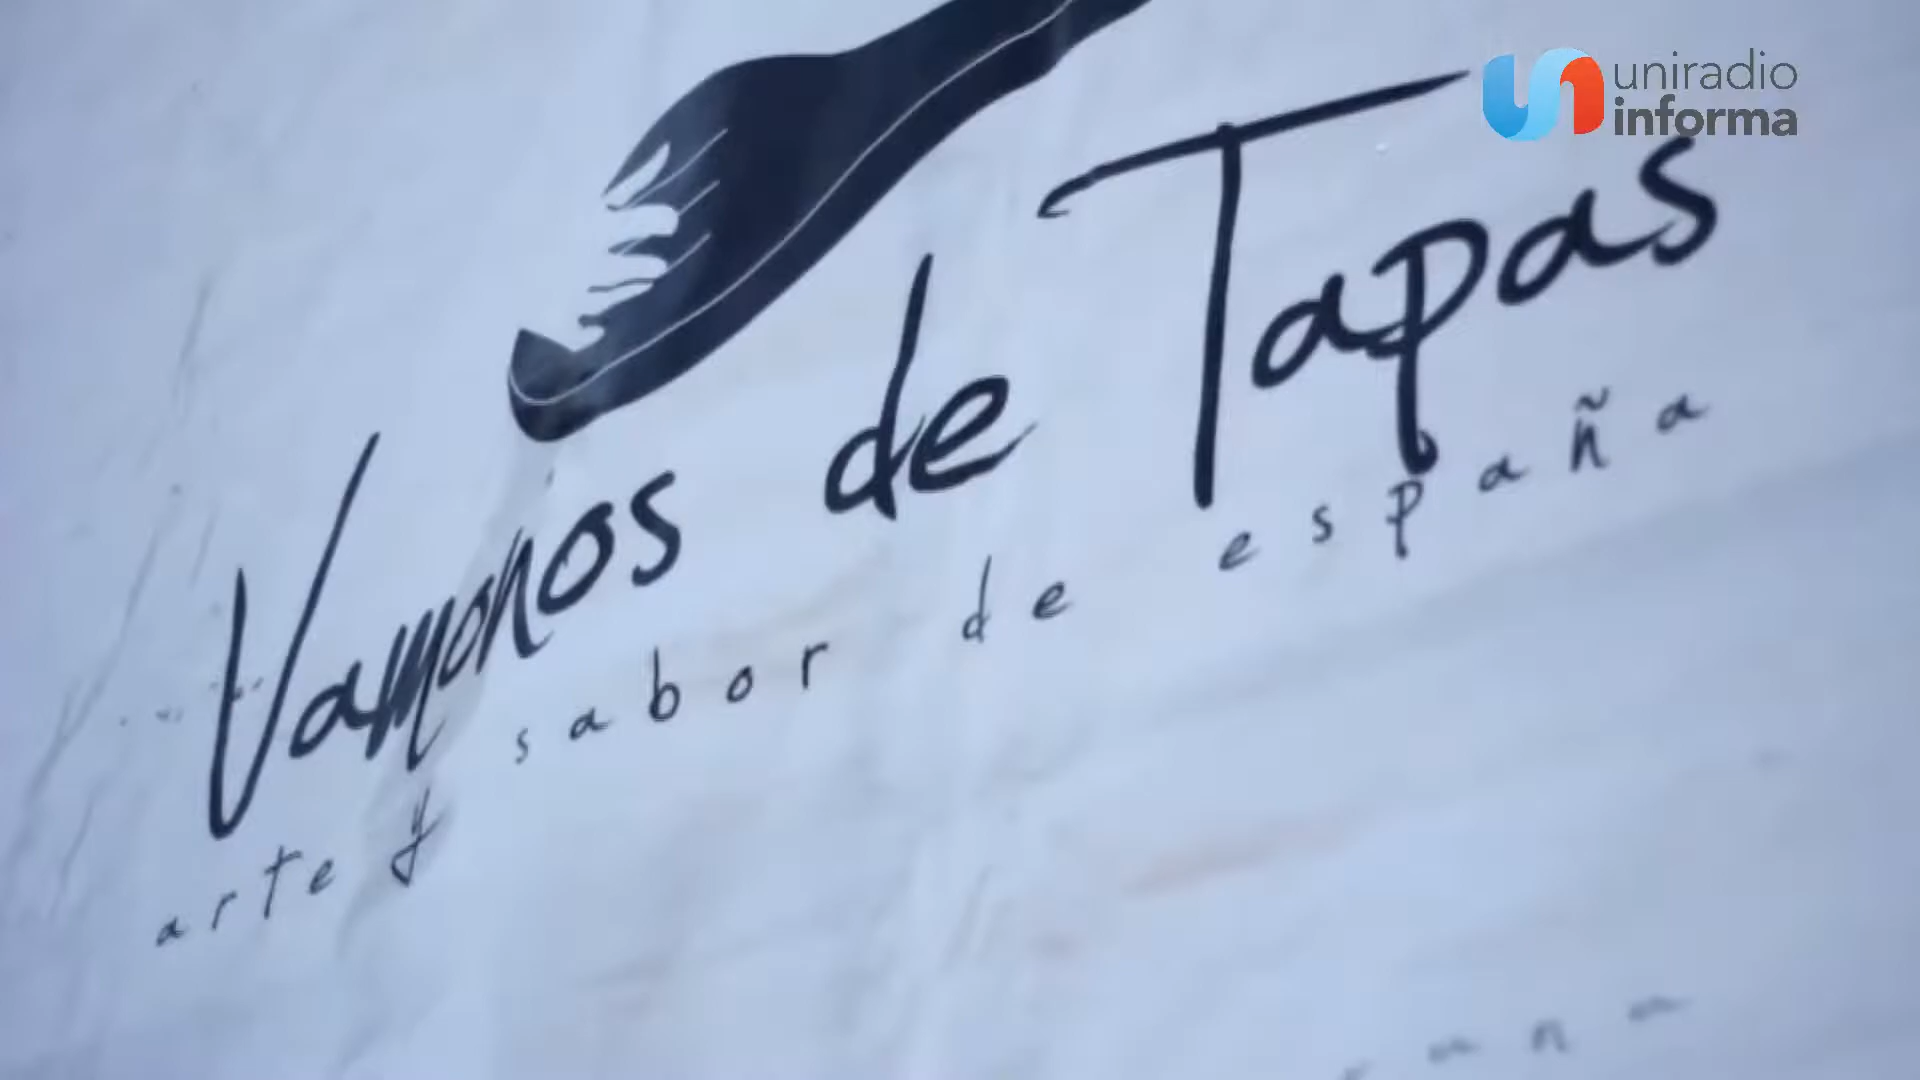 uniradio
informa
Vamonos de Tapas
arte y sabor de españa